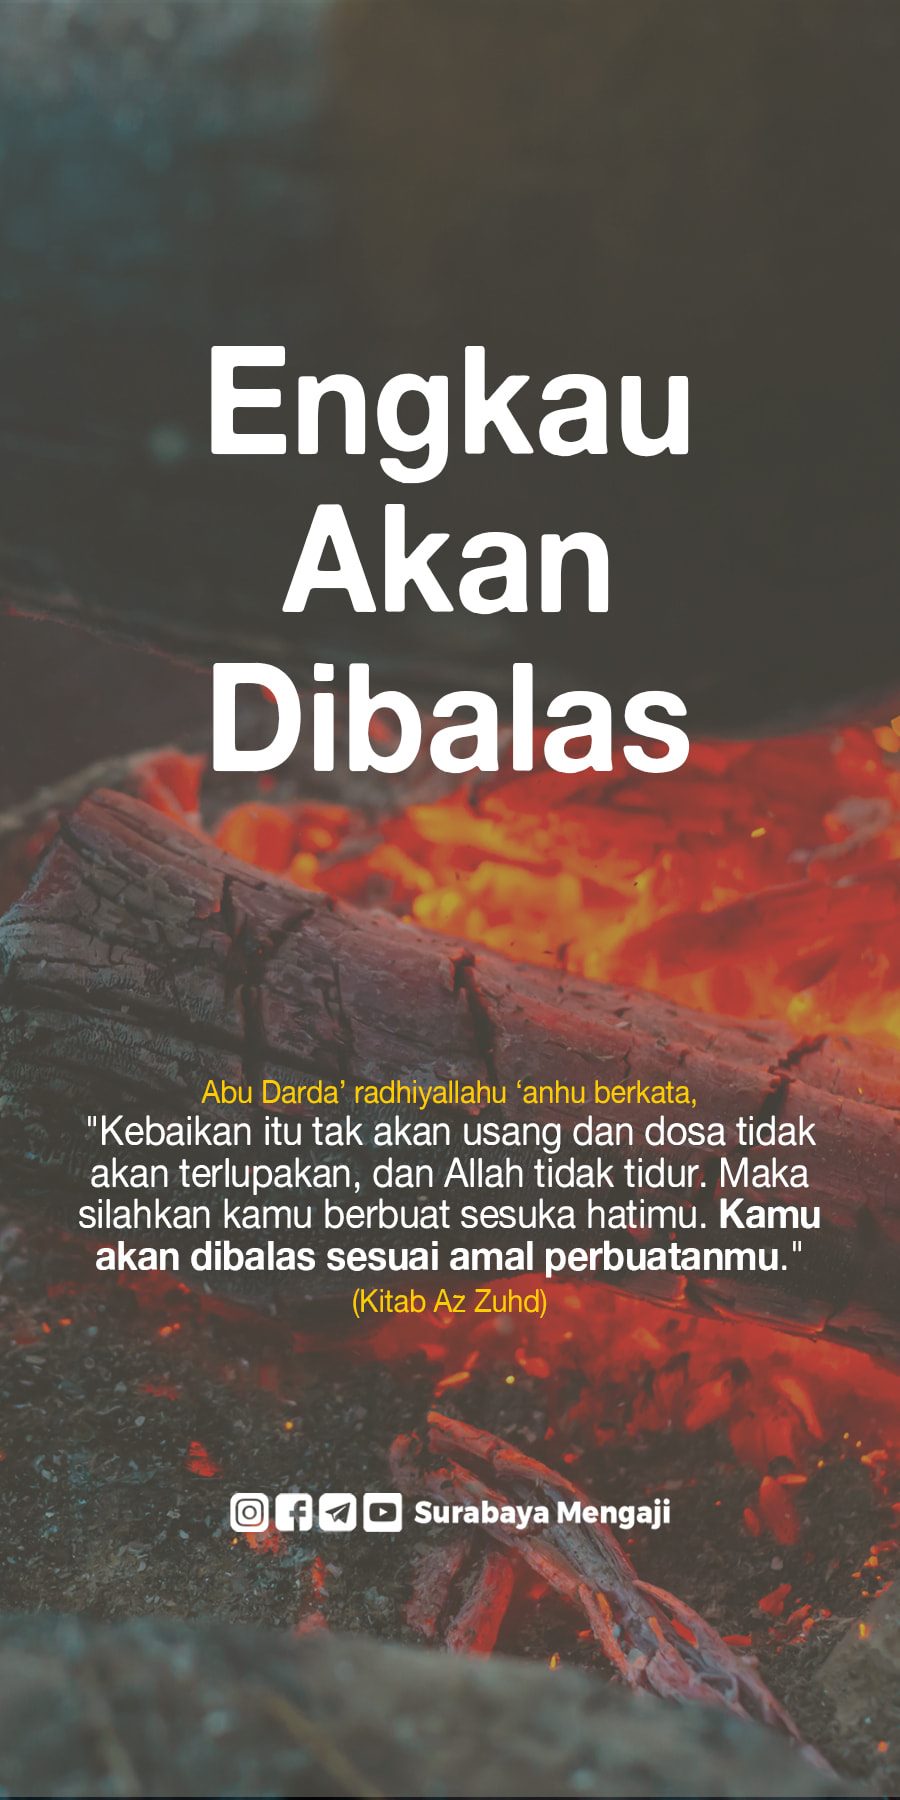 Engkau
Akan
Dibalas
Abu Darda’ radhiyallahu ‘anhu berkata,
"Kebaikan itu tak akan usang dan dosa tidak
akan terlupakan, dan Allah tidak tidur. Maka
silahkan kamu berbuat sesuka hatimu. Kamu
akan dibalas sesuai amal perbuatanmu."
(Kitab Az Zuhd)
Surabaya Mengaji